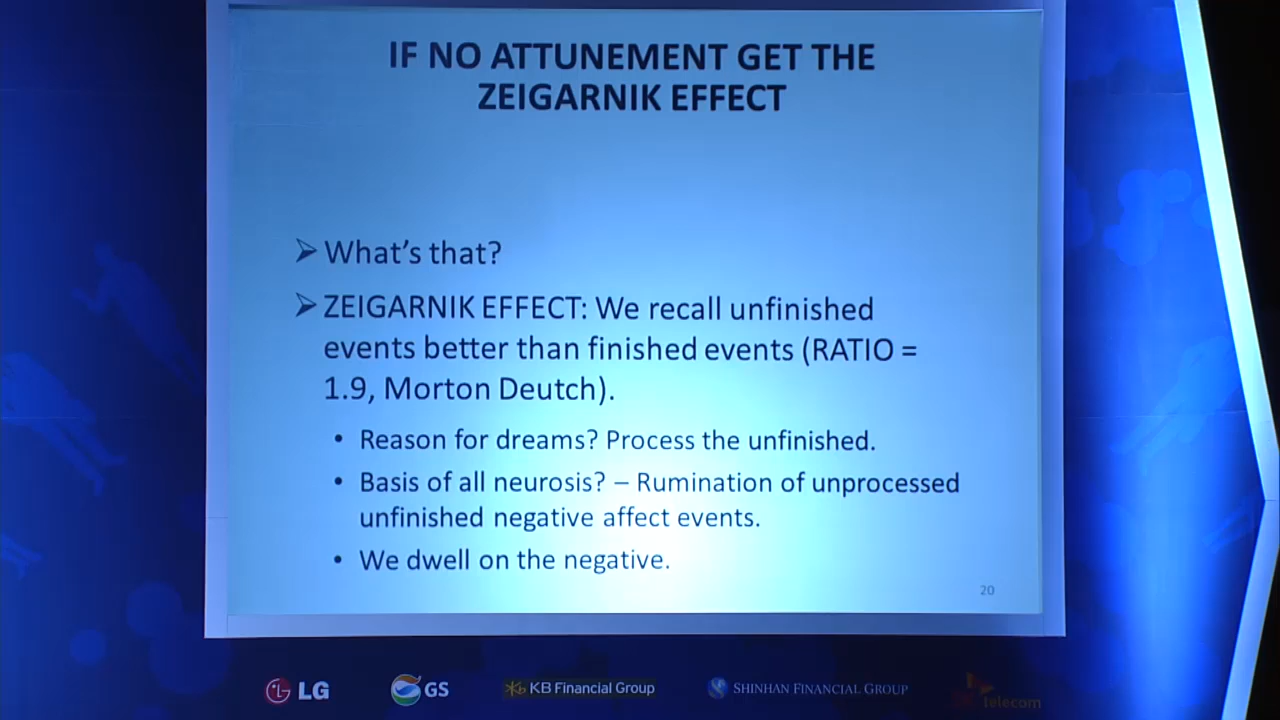 IF NO ATTUNEMENT GET THE
ZEIGARNIK EFFECT
➢ What's that?
➢ ZEIGARNIK EFFECT: We recall unfinished
events better than finished events (RATIO =
1.9, Morton Deutch).
• Reason for dreams? Process the unfinished.
• Basis of all neurosis? – Rumination of unprocessed
unfinished negative affect events.
• We dwell on the negative.
20
LG
GS
KB Financial Group
SHINHAN FINANCIAL GROUP
SK Telecom